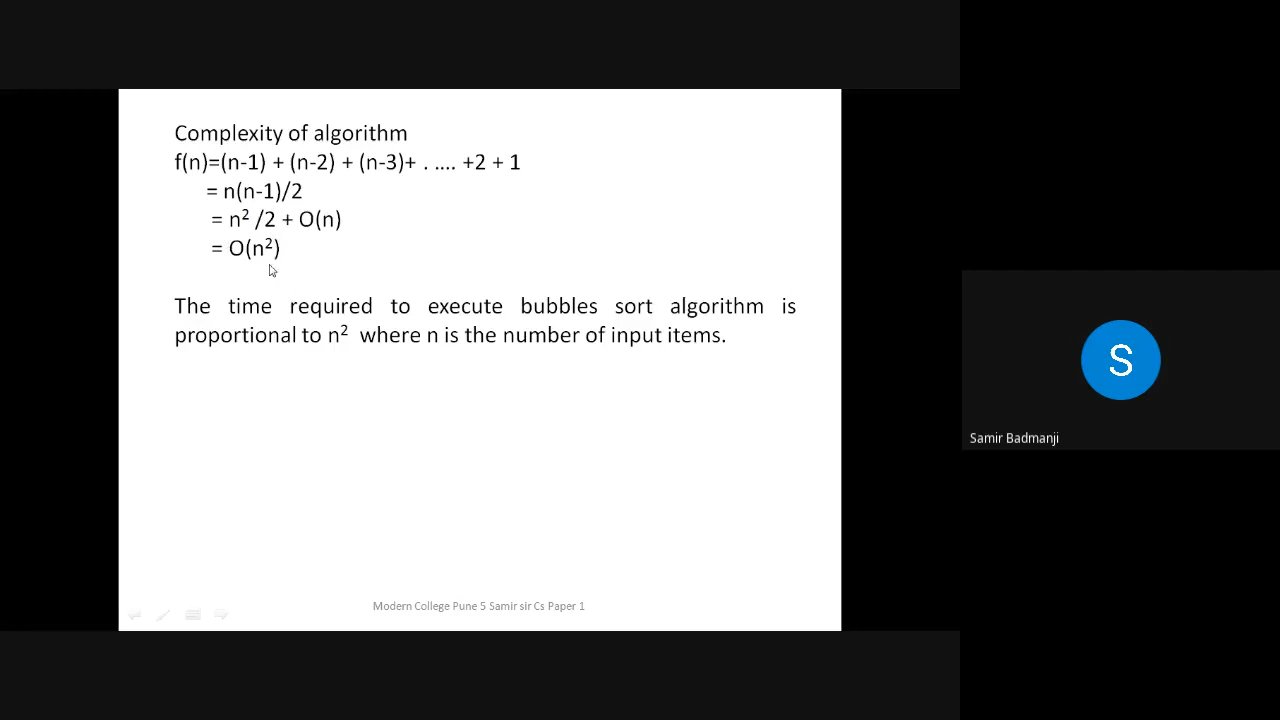 Complexity of algorithm
f(n)=(n-1) + (n-2) + (n-3)+ . .... +2 + 1
= n(n-1)/2
= n² /2 + O(n)
= O(n²)
The time required to execute bubbles sort algorithm is
proportional to n² where n is the number of input items.
Modern College Pune 5 Samir sir Cs Paper 1
S
Samir Badmanji